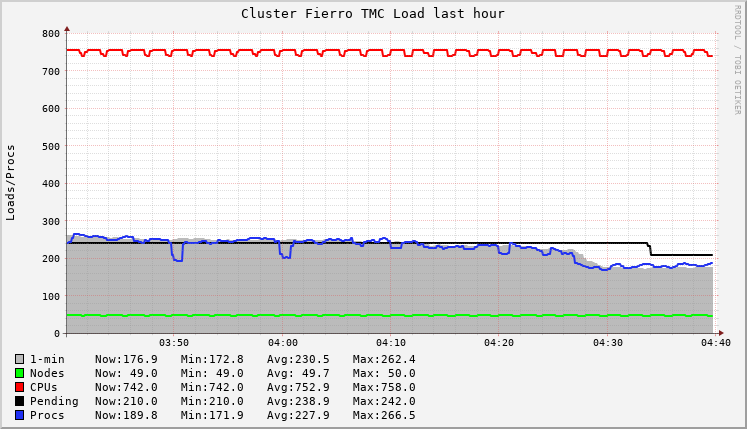 Cluster Fierro TMC Load last hour
RRDTOOL / TOBI OETIKER
Loads/Procs
800
700
600
500
400
300
200
100
0
03:50 04:00 04:10 04:20 04:30 04:40
1-min Now:176.9 Min:172.8 Avg:230.5 Max:262.4
Nodes Now: 49.0 Min: 49.0 Avg: 49.7 Max: 50.0
CPUs Now:742.0 Min:742.0 Avg:752.9 Max:758.0
Pending Now:210.0 Min:210.0 Avg:238.9 Max:242.0
Procs Now:189.8 Min:171.9 Avg:227.9 Max:266.5